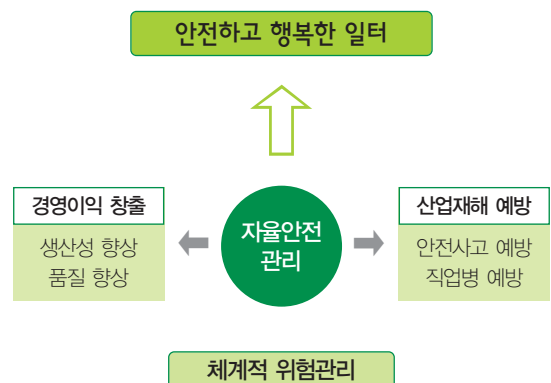 안전하고 행복한 일터
경영이익 창출
생산성 향상
품질 향상
자율안전
관리
산업재해 예방
안전사고 예방
직업병 예방
체계적 위험관리